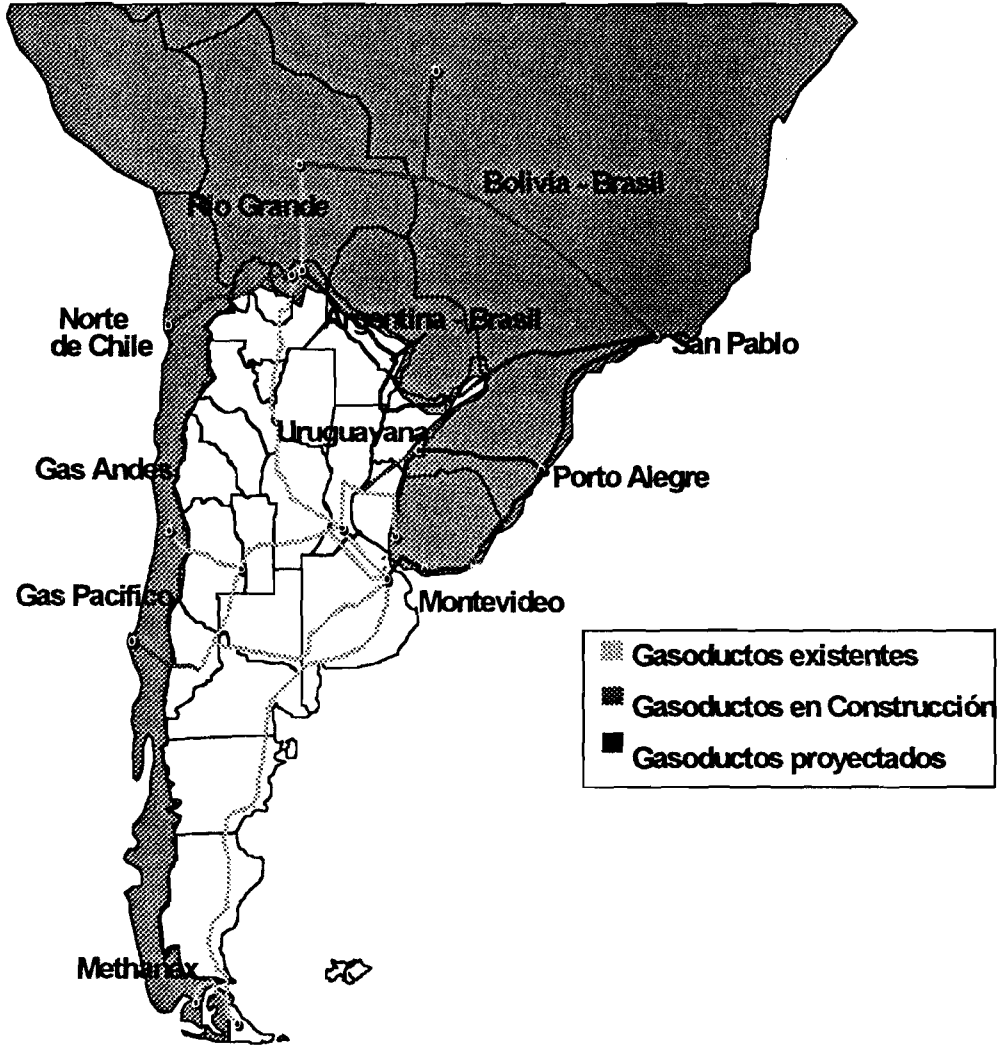 Bolivia - Brasil
Rio Grande
Norte
de Chile
Argentina - Brasil
San Pablo
Uruguayana
Gas Andes
Porto Alegre
Gas Pacifico
Montevideo
Gasoductos existentes
Gasoductos en Construcción
Gasoductos proyectados
Methanax